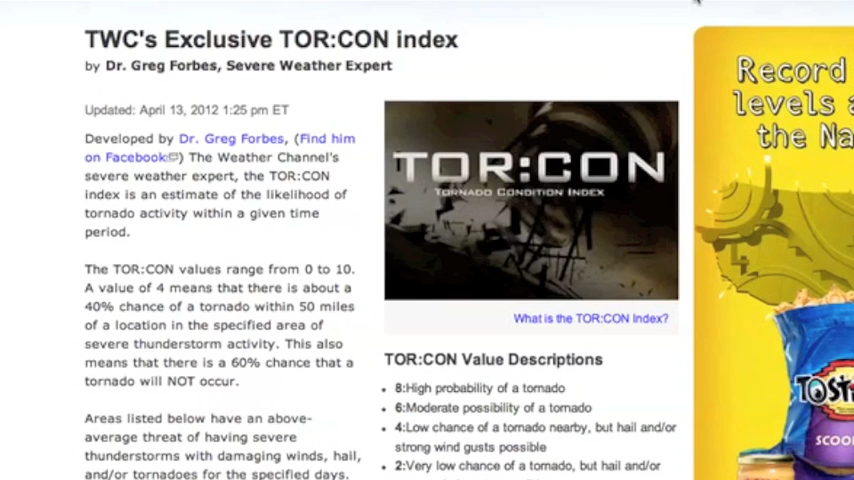 TWC's Exclusive TOR:CON index
by Dr. Greg Forbes, Severe Weather Expert
Updated: April 13, 2012 1:25 pm ET
Developed by Dr. Greg Forbes, (Find him
on Facebook) The Weather Channel's
severe weather expert, the TOR:CON
index is an estimate of the likelihood of
tornado activity within a given time
period.
The TOR:CON values range from 0 to 10.
A value of 4 means that there is about a
40% chance of a tornado within 50 miles
of a location in the specified area of
severe thunderstorm activity. This also
means that there is a 60% chance that a
tornado will NOT occur.
Areas listed below have an above-
average threat of having severe
thunderstorms with damaging winds, hail,
and/or tornadoes for the specified days.
TOR:CON
TORNADO CONDITION INDEX
What is the TOR:CON Index?
TOR:CON Value Descriptions
• 8:High probability of a tornado
• 6:Moderate possibility of a tornado
• 4:Low chance of a tornado nearby, but hail and/or
strong wind gusts possible
• 2:Very low chance of a tornado, but hail and/or
Record
levels a
the Na
TOSTI
SCOO